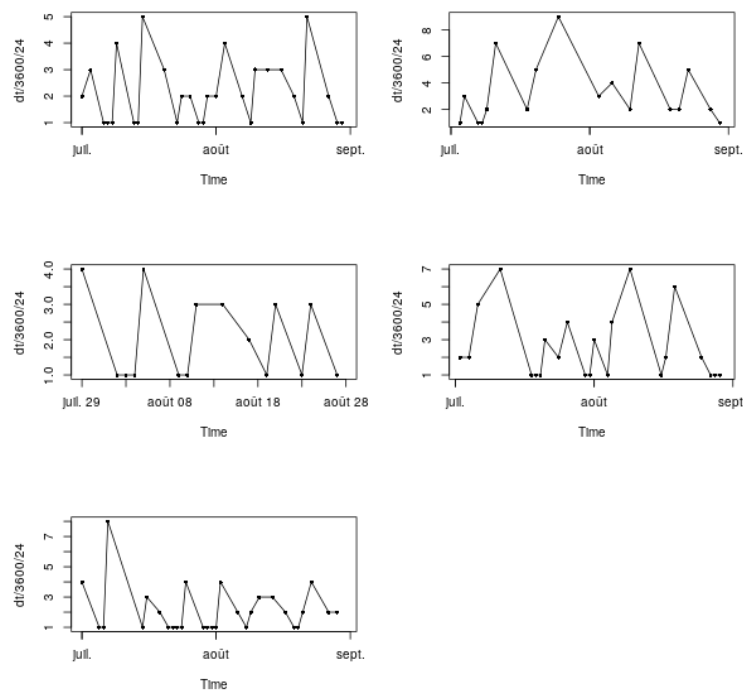 dt/3600/24
5
4
3
2
1
juil. août sept.
Time
dt/3600/24
8
6
4
2
juil. août sept.
Time
dt/3600/24
4.0
3.0
2.0
1.0
juil. 29 août 08 août 18 août 28
Time
dt/3600/24
7
5
3
1
juil. août sept
Time
dt/3600/24
7
5
3
1
juil. août sept.
Time